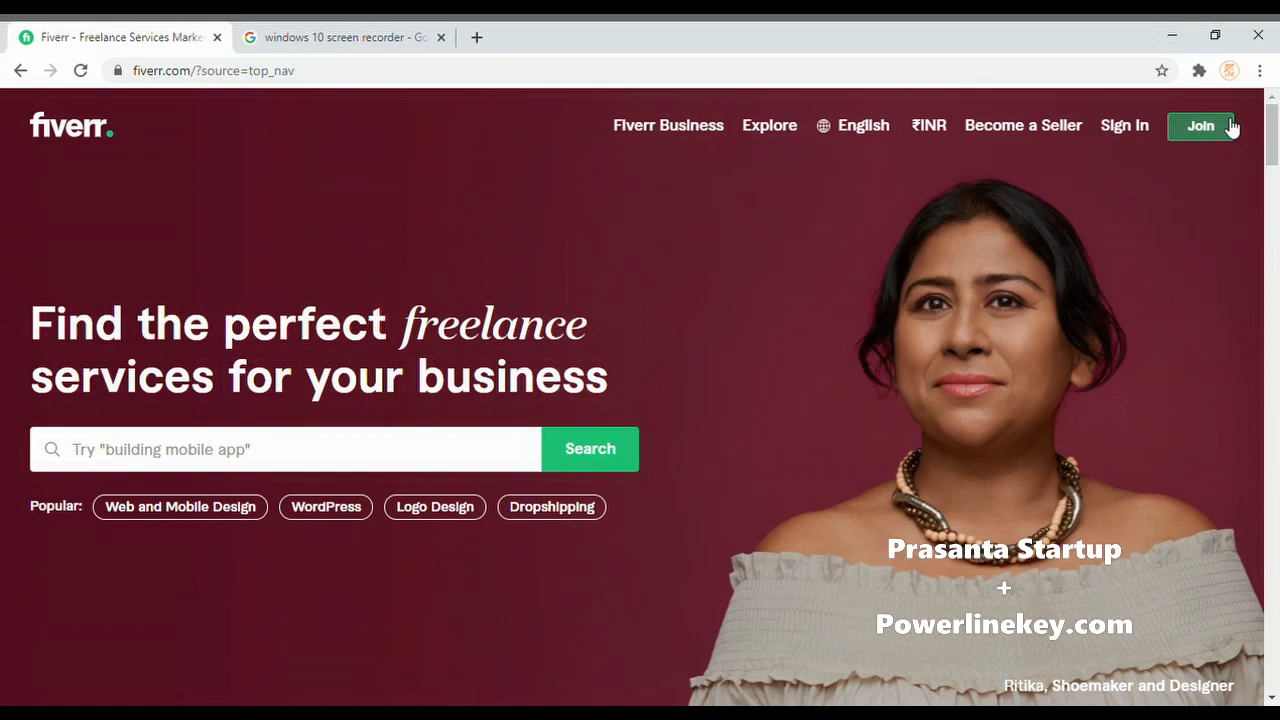 Fiverr - Freelance Services Marke
windows 10 screen recorder - Go
fiverr.com/?source=top_nav
fiverr.
Fiverr Business
Explore
English
₹INR
Become a Seller
Sign In
Join
Find the perfect freelance
services for your business
Try "building mobile app"
Search
Popular:
Web and Mobile Design
WordPress
Logo Design
Dropshipping
Prasanta Startup
+
Powerlinekey.com
Ritika, Shoemaker and Designer